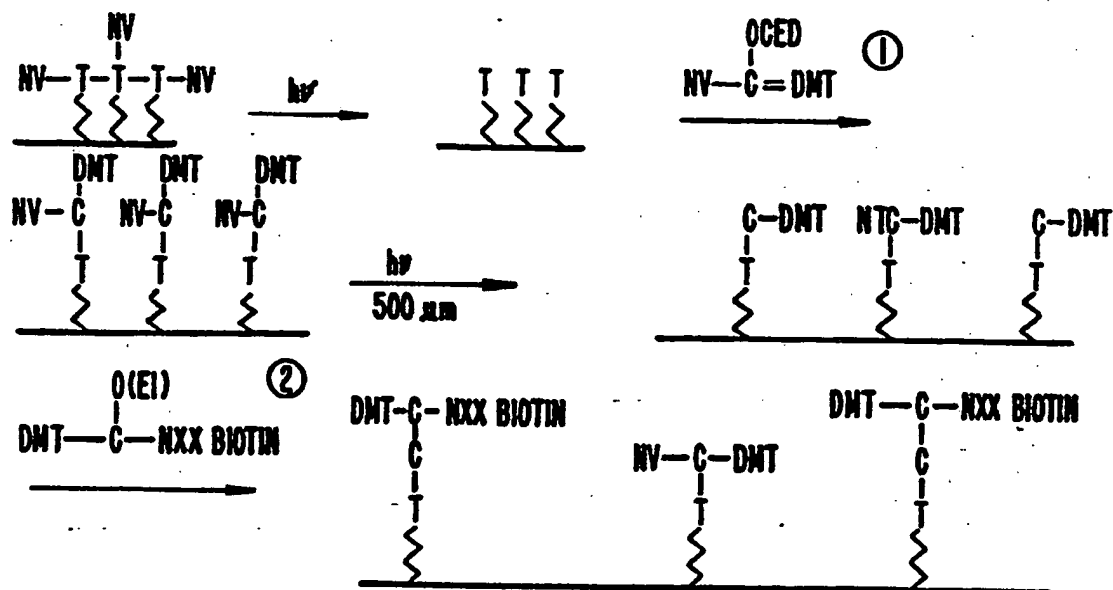 NV
NV—T—T—T—NV
hν
T T T
OCED
NV—C=DMT
①
DMT DMT DMT
NV—C NV—C NV—C
T T T
hν
500 μm
C—DMT NTC—DMT C—DMT
T T T
②
O(EI)
DMT—C—NXX BIOTIN
DMT—C—NXX BIOTIN
C
T
NV—C—DMT
T
DMT—C—NXX BIOTIN
C
T